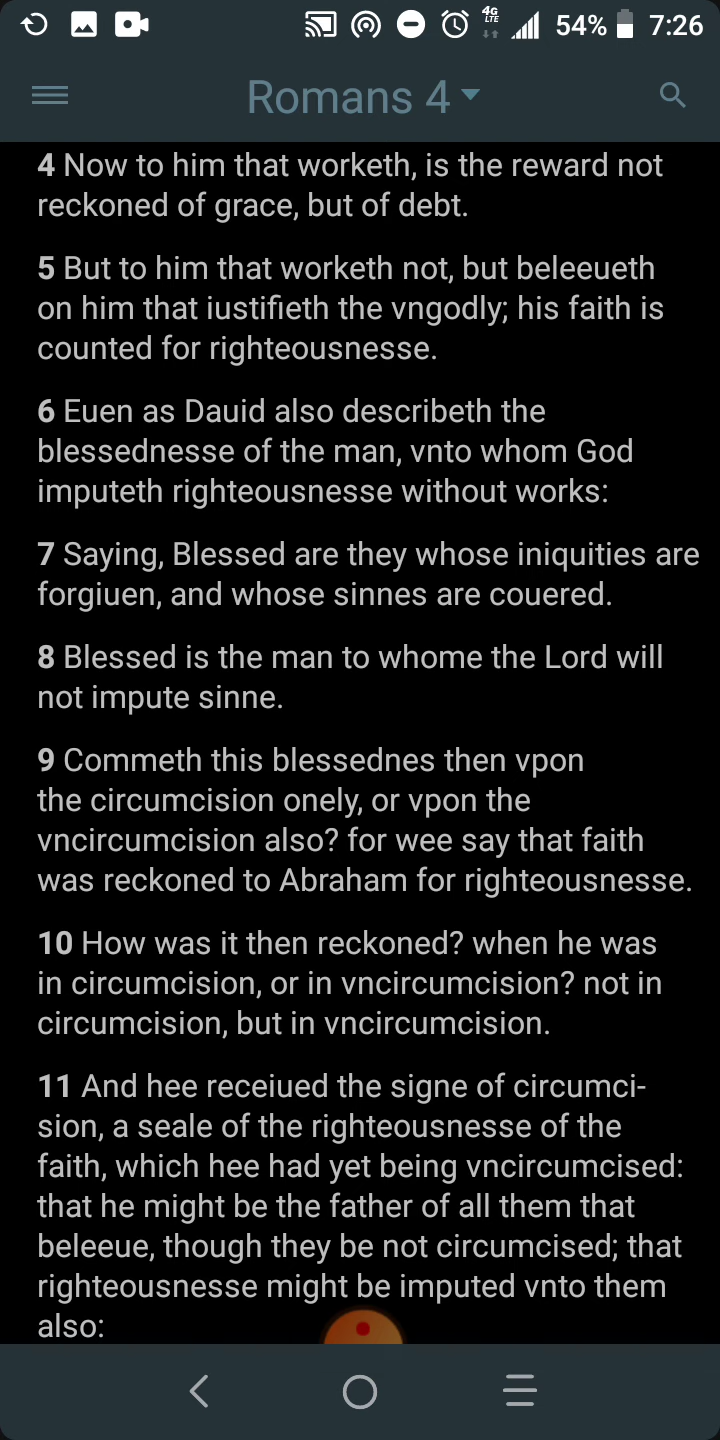 4G
LTE
54%
7:26
Romans 4
4 Now to him that worketh, is the reward not
reckoned of grace, but of debt.
5 But to him that worketh not, but beleeueth
on him that iustifieth the vngodly; his faith is
counted for righteousnesse.
6 Euen as Dauid also describeth the
blessednesse of the man, vnto whom God
imputeth righteousnesse without works:
7 Saying, Blessed are they whose iniquities are
forgiuen, and whose sinnes are couered.
8 Blessed is the man to whome the Lord will
not impute sinne.
9 Commeth this blessednes then vpon
the circumcision onely, or vpon the
vncircumcision also? for wee say that faith
was reckoned to Abraham for righteousnesse.
10 How was it then reckoned? when he was
in circumcision, or in vncircumcision? not in
circumcision, but in vncircumcision.
11 And hee receiued the signe of circumci-
sion, a seale of the righteousnesse of the
faith, which hee had yet being vncircumcised:
that he might be the father of all them that
beleeue, though they be not circumcised; that
righteousnesse might be imputed vnto them
also: